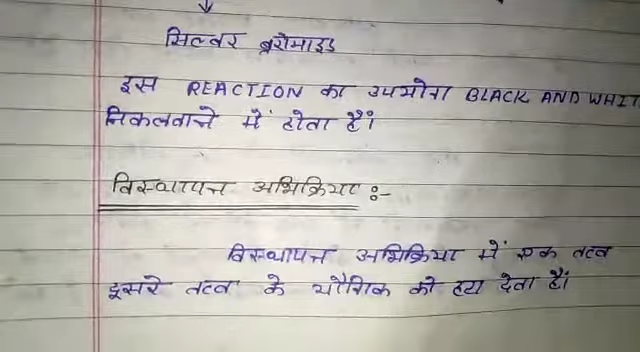 सिल्वर ब्रोमाइड
इस REACTION का उपयोग BLACK AND WHIT
निकलवाने में होता है।
विस्थापन अभिक्रिया :-
विस्थापन अभिक्रिया में एक तत्व
दूसरे तत्व के यौगिक को हटा देता है।